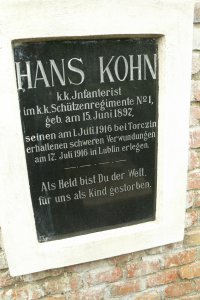 HANS KOHN
k.k. Infanterist
im k.k. Schützenregimente No 1,
geb. am 15. Juni 1897,
seinen am 1. Juli 1916 bei Torczin
erhaltenen schweren Verwundungen
am 12. Juli 1916 in Lublin erlegen.
Als Held bist Du der Welt,
für uns als Kind gestorben.